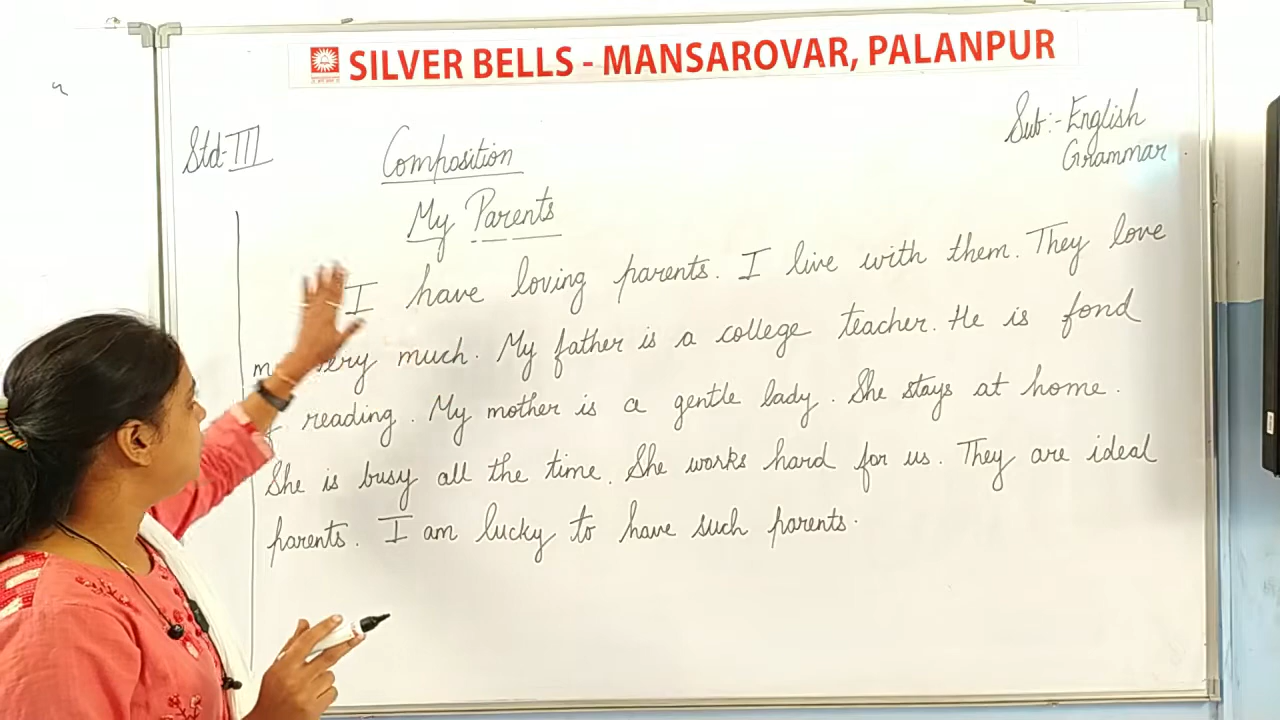 SILVER BELLS - MANSAROVAR, PALANPUR
Std-III
Composition
Sub:- English
Grammar
My Parents
I have loving parents. I live with them. They love
very much. My father is a college teacher. He is fond
reading. My mother is a gentle lady. She stays at home.
She is busy all the time. She works hard for us. They are ideal
parents. I am lucky to have such parents.